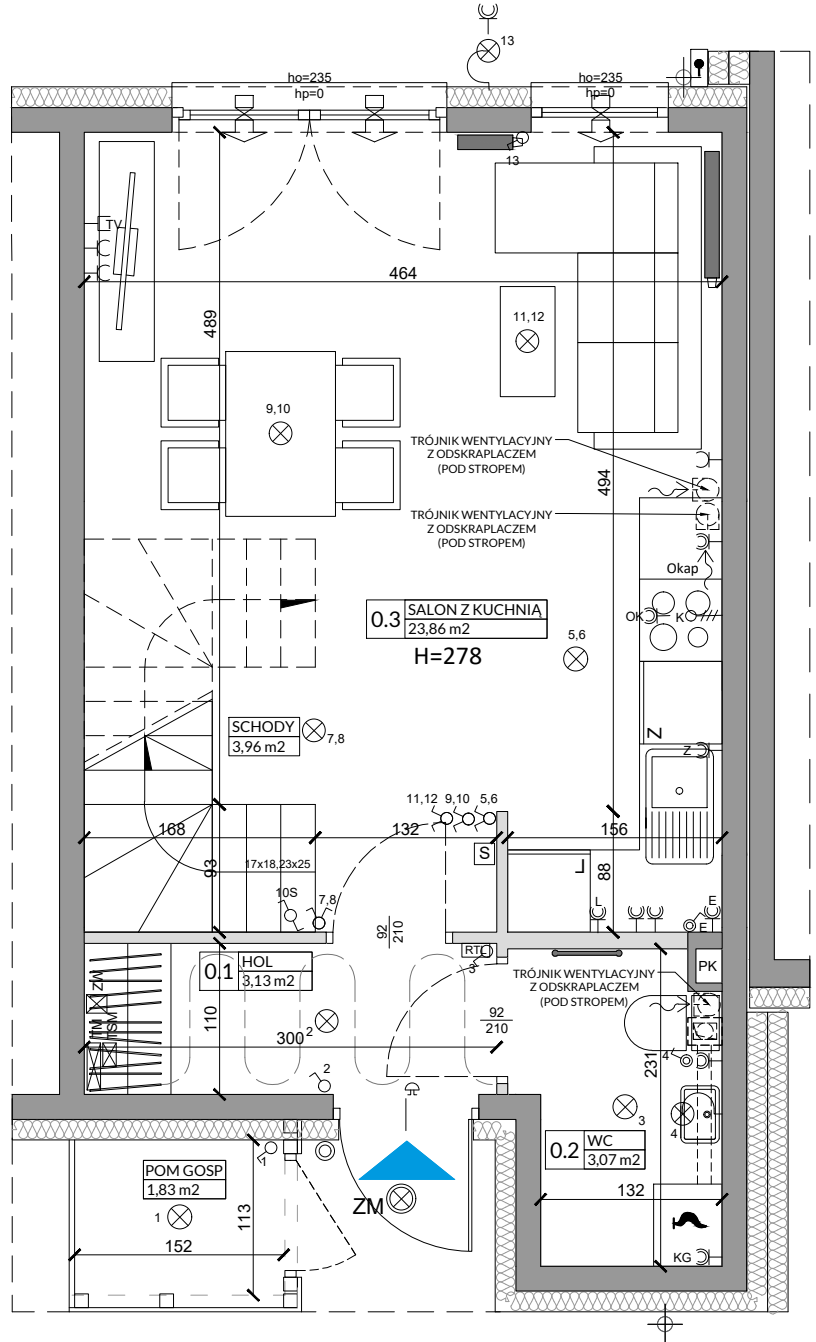 13
ho=235
hp=0
ho=235
hp=0
13
TV
464
489
11,12
9,10
TRÓJNIK WENTYLACYJNY
Z ODSKRAPLACZEM
(POD STROPEM)
494
TRÓJNIK WENTYLACYJNY
Z ODSKRAPLACZEM
(POD STROPEM)
Okap
0.3
SALON Z KUCHNIĄ
23,86 m2
H=278
OK
K
5,6
SCHODY
3,96 m2
7,8
Z
Z
11,12
9,10
5,6
168
132
156
S
L
93
17x18,23x25
88
10S
7,8
L
E
E
92
210
RTL
3
0.1
HOL
3,13 m2
PK
TRÓJNIK WENTYLACYJNY
Z ODSKRAPLACZEM
(POD STROPEM)
ZW
TM
TSM
110
92
210
300
2
4
231
2
3
4
0.2
WC
3,07 m2
1
POM GOSP
1,83 m2
132
1
113
ZM
152
KG